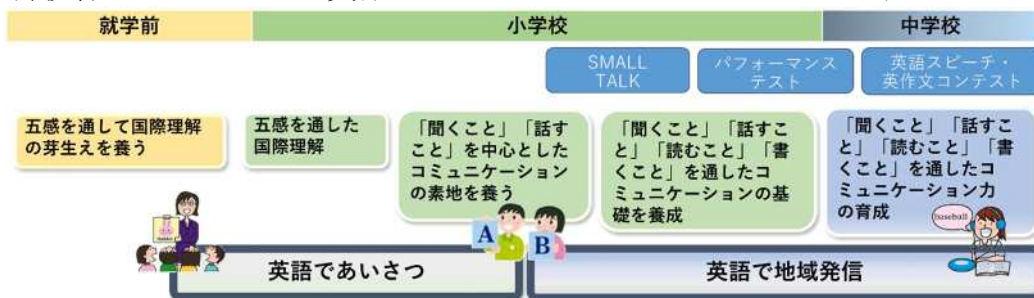 就学前
小学校
中学校
SMALL
TALK
パフォーマンス
テスト
英語スピーチ・
英作文コンテスト
五感を通して国際理解
の芽生えを養う
五感を通した
国際理解
「聞くこと」「話す
こと」を中心とした
コミュニケーション
の素地を養う
「聞くこと」「話すこ
と」「読むこと」「書
くこと」を通したコ
ミュニケーションの基
礎を養成
「聞くこと」「話すこ
と」「読むこと」「書
くこと」を通したコ
ミュニケーション力
の育成
A
B
baseball
英語であいさつ
英語で地域発信